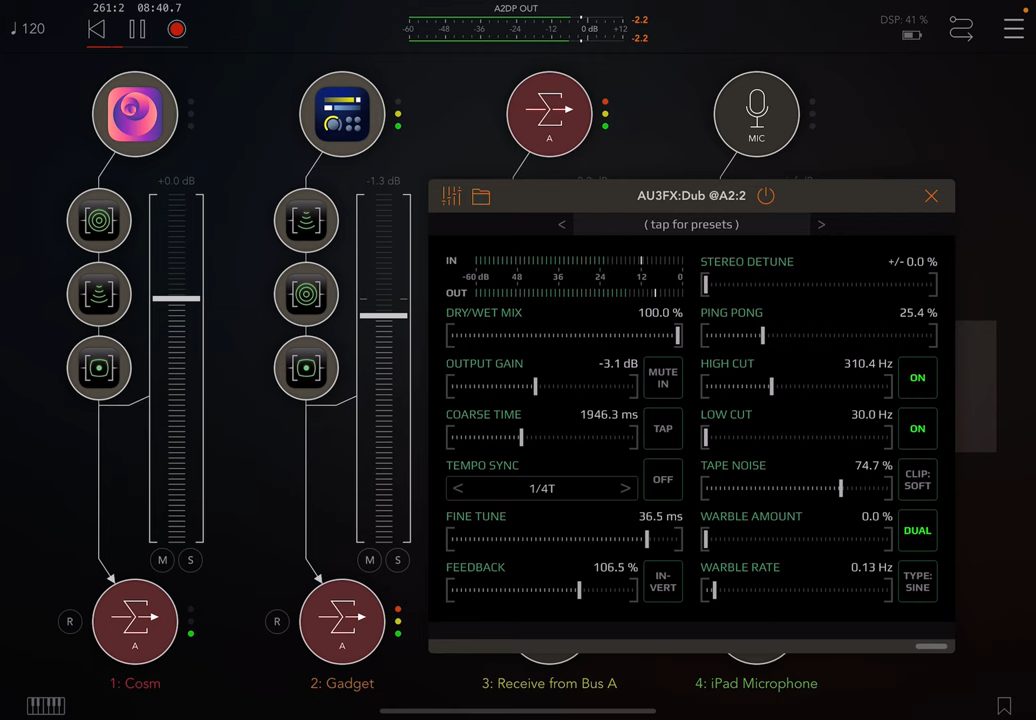 261:2 08:40.7
♩ 120
A2DP OUT
-60 -48 -36 -24 -12 0 dB +12
-2.2
-2.2
DSP: 41 %
A
MIC
+0.0 dB
-1.3 dB
AU3FX:Dub @A2:2
< ( tap for presets ) >
IN
-60 dB 48 36 24 12 0
OUT
STEREO DETUNE +/- 0.0 %
DRY/WET MIX 100.0 %
PING PONG 25.4 %
OUTPUT GAIN -3.1 dB
MUTE
IN
HIGH CUT 310.4 Hz
ON
COARSE TIME 1946.3 ms
TAP
LOW CUT 30.0 Hz
ON
TEMPO SYNC
< 1/4T >
OFF
TAPE NOISE 74.7 %
CLIP:
SOFT
FINE TUNE 36.5 ms
WARBLE AMOUNT 0.0 %
DUAL
FEEDBACK 106.5 %
IN-
VERT
WARBLE RATE 0.13 Hz
TYPE:
SINE
M S
M S
R
A
R
A
1: Cosm
2: Gadget
3: Receive from Bus A
4: iPad Microphone